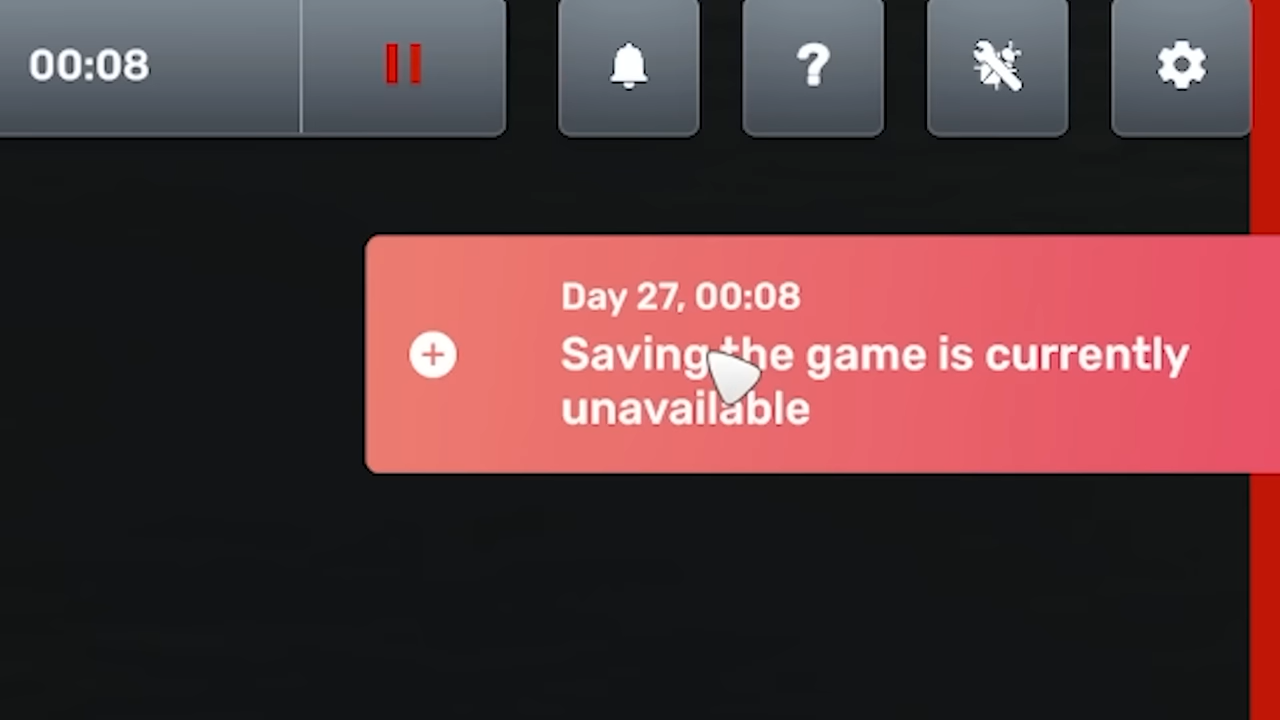 00:08
?
Day 27, 00:08
Saving the game is currently
unavailable